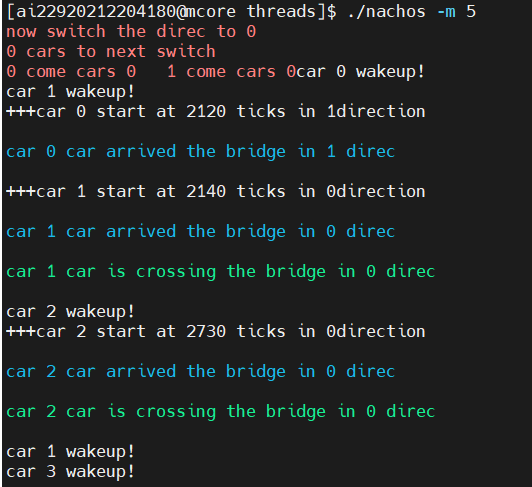 [ai22920212204180@mcore threads]$ ./nachos -m 5
now switch the direc to 0
0 cars to next switch
0 come cars 0   1 come cars 0car 0 wakeup!
car 1 wakeup!
+++car 0 start at 2120 ticks in 1direction
car 0 car arrived the bridge in 1 direc
+++car 1 start at 2140 ticks in 0direction
car 1 car arrived the bridge in 0 direc
car 1 car is crossing the bridge in 0 direc
car 2 wakeup!
+++car 2 start at 2730 ticks in 0direction
car 2 car arrived the bridge in 0 direc
car 2 car is crossing the bridge in 0 direc
car 1 wakeup!
car 3 wakeup!